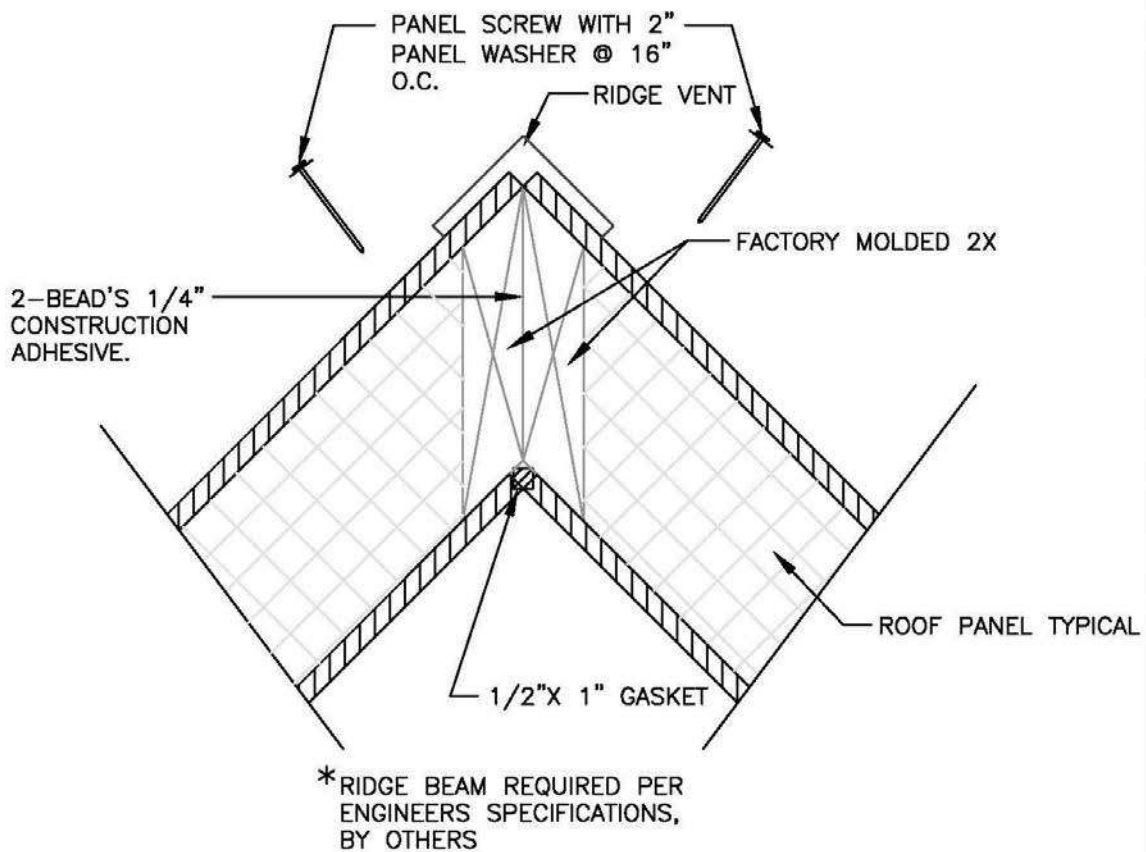 PANEL SCREW WITH 2"
PANEL WASHER @ 16"
O.C.
RIDGE VENT
FACTORY MOLDED 2X
2-BEAD'S 1/4"
CONSTRUCTION
ADHESIVE.
ROOF PANEL TYPICAL
1/2"X 1" GASKET
*RIDGE BEAM REQUIRED PER
ENGINEERS SPECIFICATIONS,
BY OTHERS